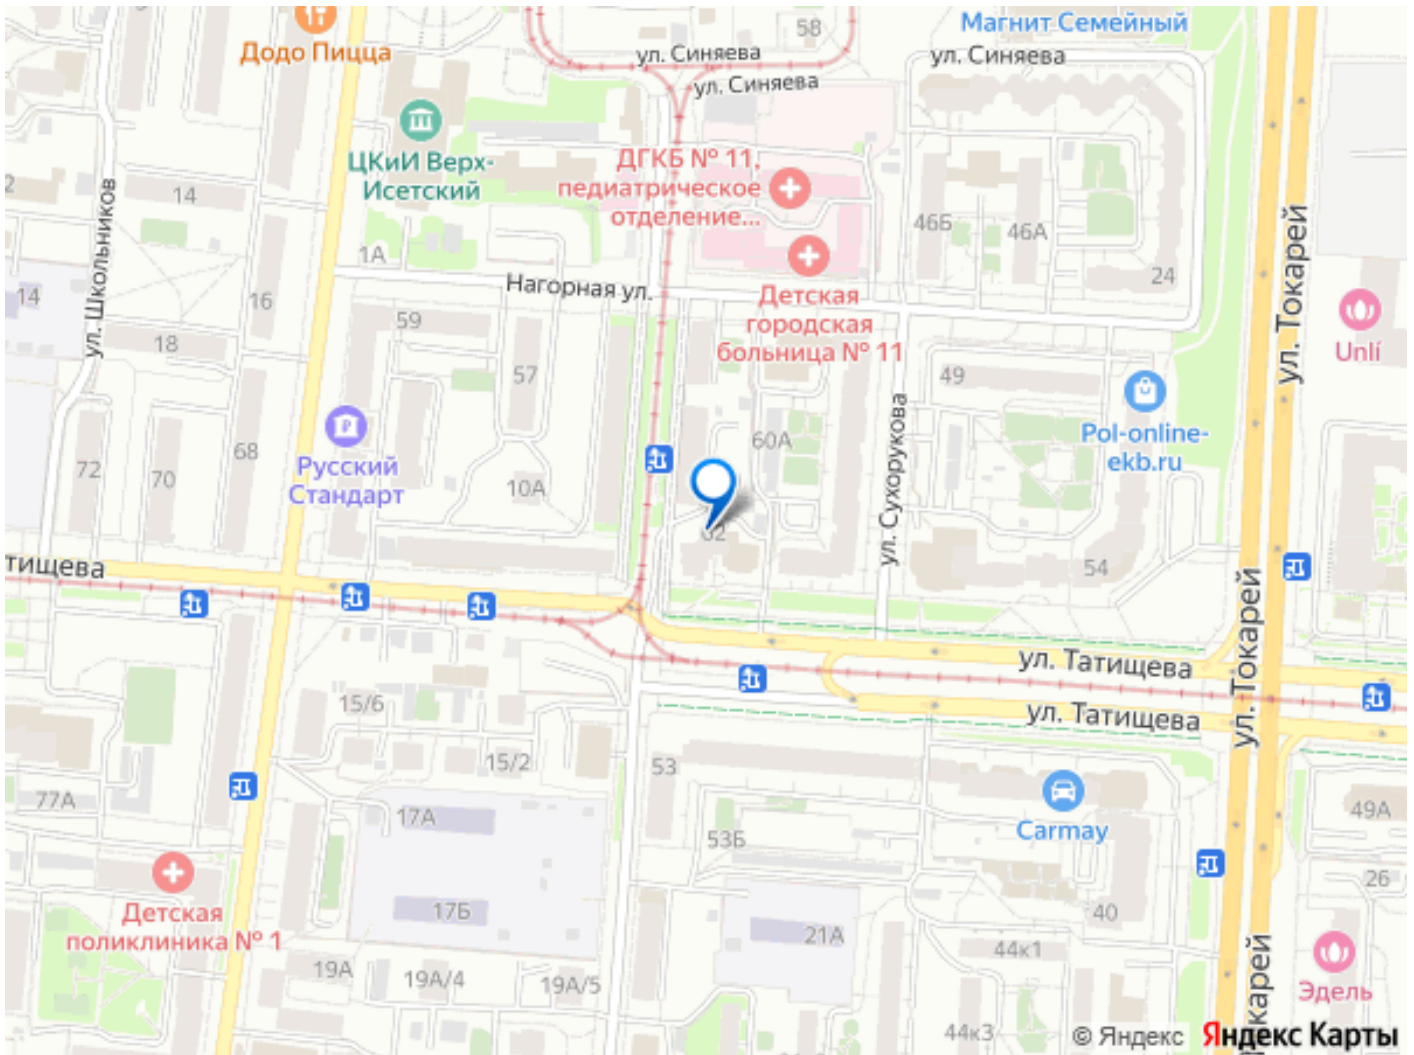 58
Магнит Семейный
Додо Пицца
ул. Синяева
ул. Синяева
ул. Синяева
ЦКиИ Верх-
Исетский
ДГКБ № 11,
педиатрическое
отделение...
ул. Школьников
14
46Б
46А
1А
24
ул. Токарей
Нагорная ул.
Детская
городская
больница № 11
14
16
59
18
57
49
Unlí
Русский
Стандарт
72
70
68
10А
60А
62
ул. Сухорукова
Pol-online-
ekb.ru
54
тищева
ул. Татищева
ул. Татищева
ул. Токарей
15/6
15/2
53
77А
17А
53Б
Carmay
49А
Детская
поликлиника № 1
17Б
21А
40
26
19А
19А/4
19А/5
44к1
44к3
Эдель
карей
© Яндекс Яндекс Карты